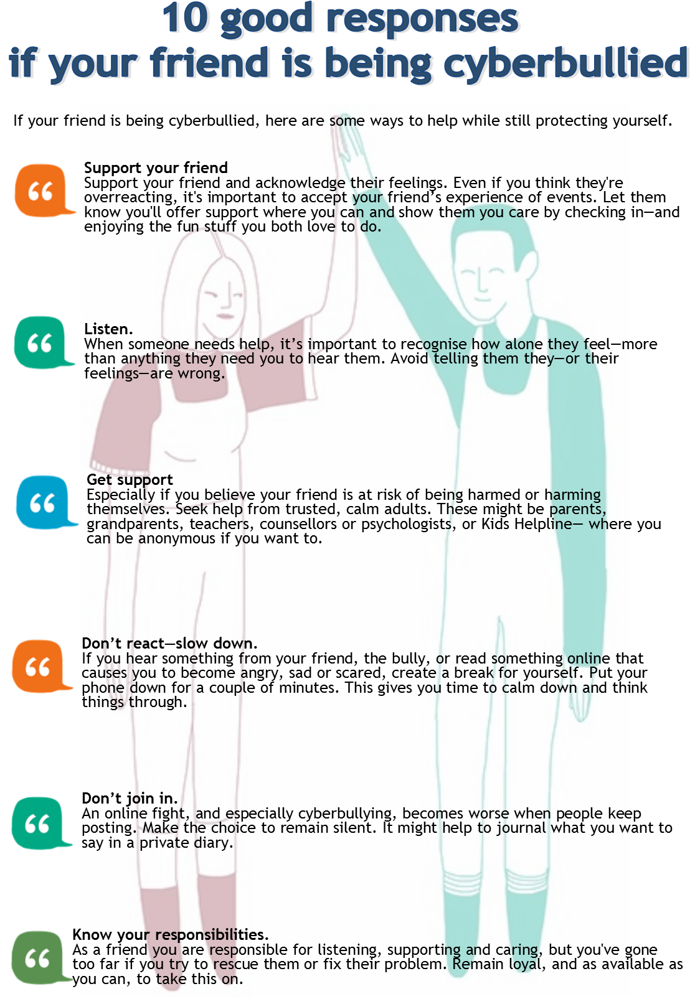 10 good responses
if your friend is being cyberbullied
If your friend is being cyberbullied, here are some ways to help while still protecting yourself.
Support your friend
Support your friend and acknowledge their feelings. Even if you think they're
overreacting, it's important to accept your friend’s experience of events. Let them
know you'll offer support where you can and show them you care by checking in—and
enjoying the fun stuff you both love to do.
Listen.
When someone needs help, it’s important to recognise how alone they feel—more
than anything they need you to hear them. Avoid telling them they—or their
feelings—are wrong.
Get support
Especially if you believe your friend is at risk of being harmed or harming
themselves. Seek help from trusted, calm adults. These might be parents,
grandparents, teachers, counsellors or psychologists, or Kids Helpline— where you
can be anonymous if you want to.
Don’t react—slow down.
If you hear something from your friend, the bully, or read something online that
causes you to become angry, sad or scared, create a break for yourself. Put your
phone down for a couple of minutes. This gives you time to calm down and think
things through.
Don’t join in.
An online fight, and especially cyberbullying, becomes worse when people keep
posting. Make the choice to remain silent. It might help to journal what you want to
say in a private diary.
Know your responsibilities.
As a friend you are responsible for listening, supporting and caring, but you've gone
too far if you try to rescue them or fix their problem. Remain loyal, and as available as
you can, to take this on.